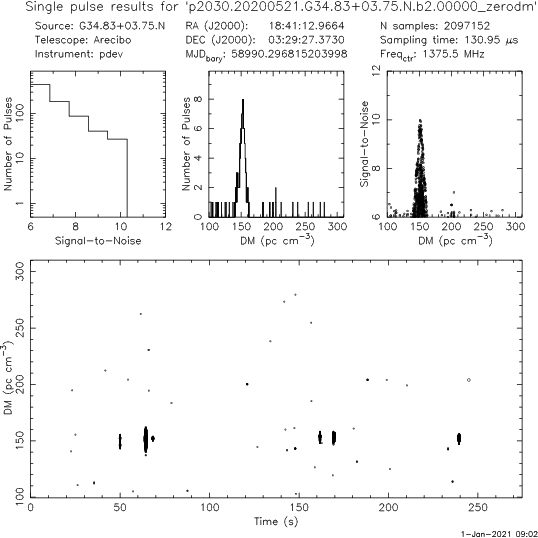 Single pulse results for 'p2030.20200521.G34.83+03.75.N.b2.00000_zerodm'
Source: G34.83+03.75.N
RA (J2000): 18:41:12.9664
N samples: 2097152
Telescope: Arecibo
DEC (J2000): 03:29:27.3730
Sampling time: 130.95 μs
Instrument: pdev
MJDbary: 58990.296815203998
Freqctr: 1375.5 MHz
Number of Pulses
1 10 100
6 8 10 12
Signal-to-Noise
Number of Pulses
0 2 4 6 8
100 150 200 250 300
DM (pc cm⁻³)
Signal-to-Noise
6 8 10 12
100 150 200 250 300
DM (pc cm⁻³)
DM (pc cm⁻³)
100 150 200 250 300
0 50 100 150 200 250
Time (s)
1-Jan-2021 09:02